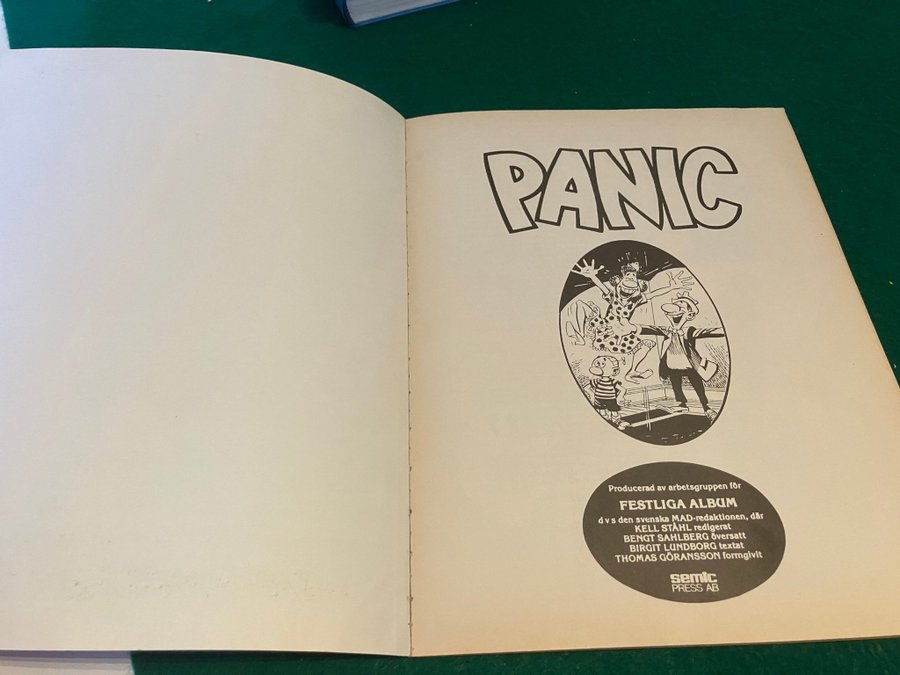 PANIC
Producerad av arbetsgruppen för
FESTLIGA ALBUM
d v s den svenska MAD-redaktionen, där
KELL STÅHL redigerat
BENGT SAHLBERG översatt
BIRGIT LUNDBORG textat
THOMAS GÖRANSSON formgivit
semic
PRESS AB